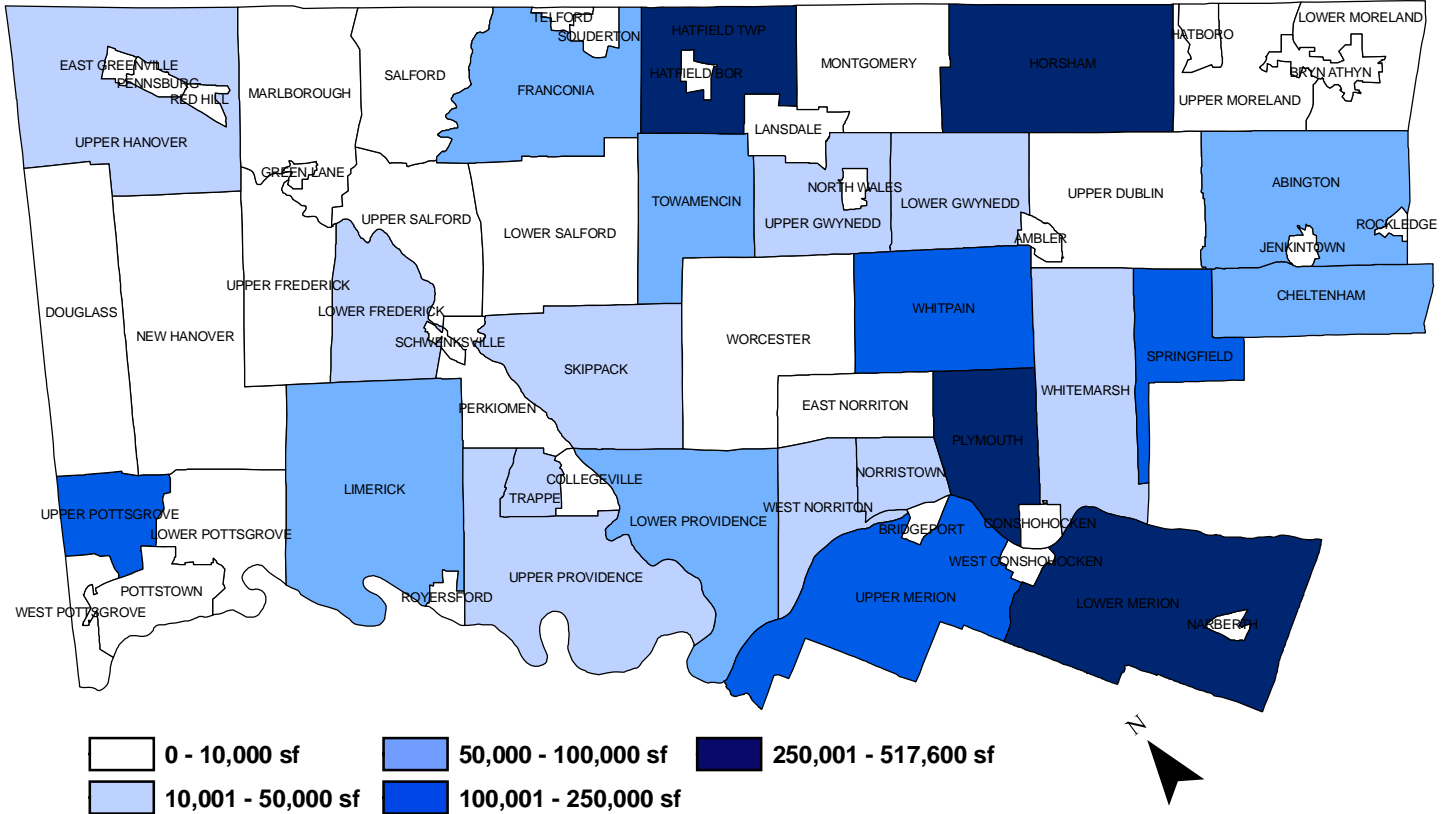 TELFORD
LOWER MORELAND
HATFIELD TWP
SOUDERTON
HATBORO
EAST GREENVILLE
PENNSBURG
RED HILL
MARLBOROUGH
SALFORD
FRANCONIA
HATFIELD BOR
MONTGOMERY
HORSHAM
BRYN ATHYN
UPPER MORELAND
LANSDALE
UPPER HANOVER
GREEN LANE
NORTH WALES
ABINGTON
UPPER SALFORD
TOWAMENCIN
LOWER GWYNEDD
UPPER DUBLIN
LOWER SALFORD
UPPER GWYNEDD
ROCKLEDGE
AMBLER
JENKINTOWN
UPPER FREDERICK
CHELTENHAM
DOUGLASS
LOWER FREDERICK
WHITPAIN
NEW HANOVER
SCHWENKSVILLE
WORCESTER
SPRINGFIELD
SKIPPACK
WHITEMARSH
PERKIOMEN
EAST NORRITON
PLYMOUTH
LIMERICK
COLLEGEVILLE
NORRISTOWN
TRAPPE
WEST NORRITON
UPPER POTTSGROVE
LOWER PROVIDENCE
CONSHOHOCKEN
BRIDGEPORT
LOWER POTTSGROVE
WEST CONSHOHOCKEN
UPPER PROVIDENCE
POTTSTOWN
ROYERSFORD
UPPER MERION
LOWER MERION
WEST POTTSGROVE
NARBERTH
N
0 - 10,000 sf
50,000 - 100,000 sf
250,001 - 517,600 sf
10,001 - 50,000 sf
100,001 - 250,000 sf